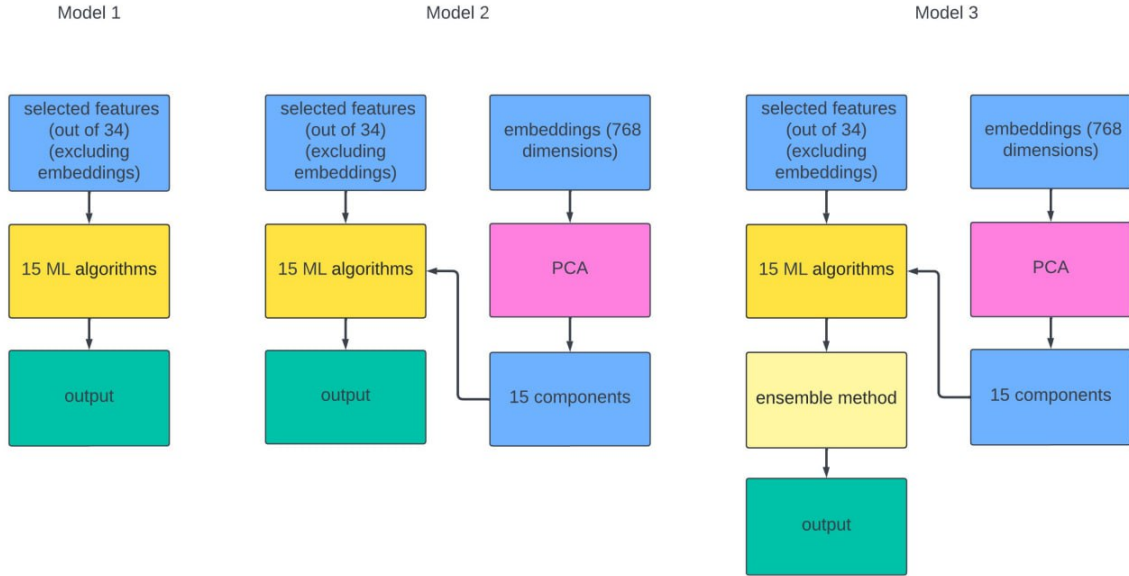 Model 1
selected features
(out of 34)
(excluding
embeddings)
15 ML algorithms
output
Model 2
selected features
(out of 34)
(excluding
embeddings)
embeddings (768
dimensions)
15 ML algorithms
PCA
output
15 components
Model 3
selected features
(out of 34)
(excluding
embeddings)
embeddings (768
dimensions)
15 ML algorithms
PCA
ensemble method
15 components
output